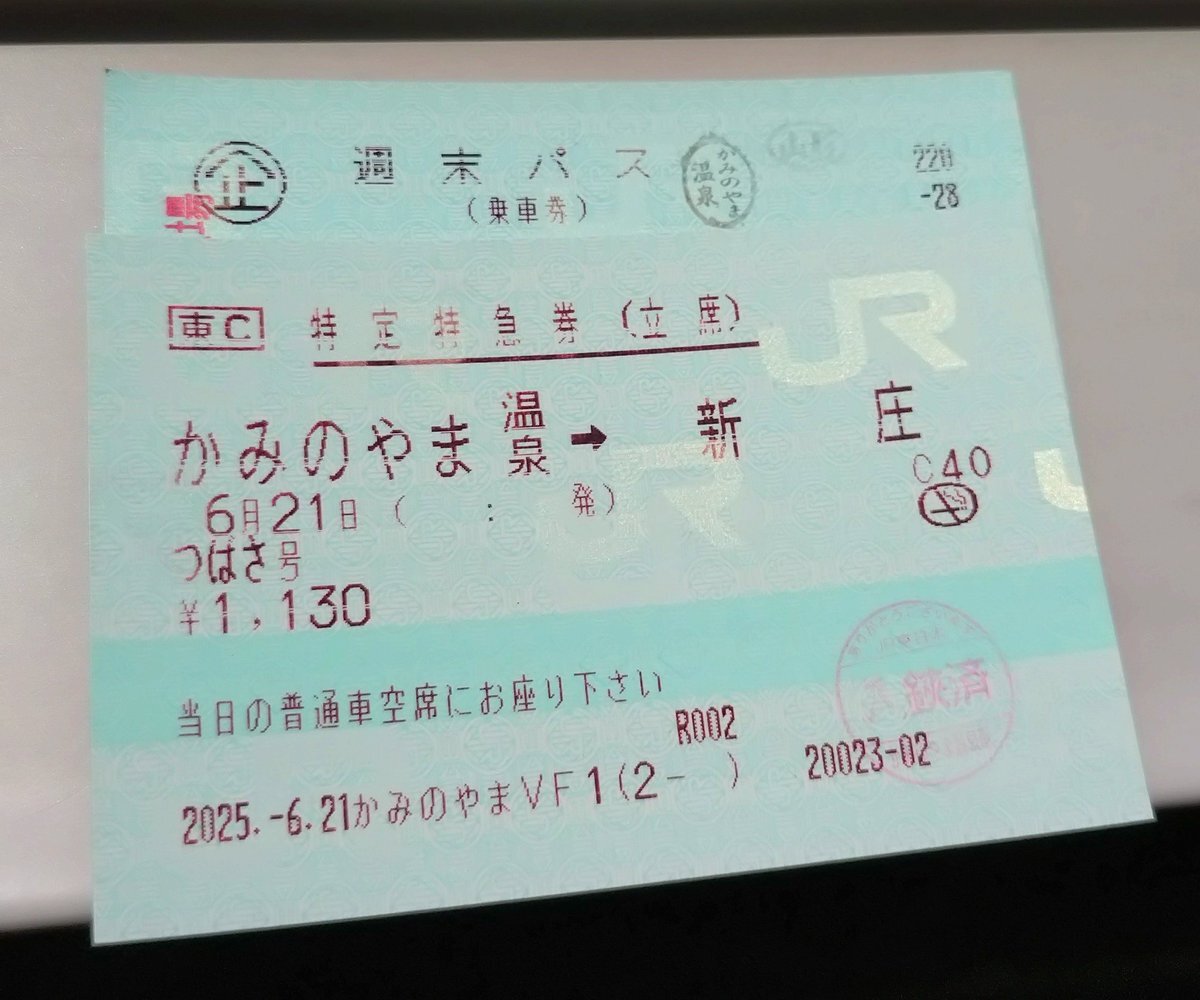 企 週末パス かみのやま温泉 220
場 (乗車券) -28
東C 特定特急券(立席) JR
かみのやま温泉→新庄
C40
6月21日( : 発)
つばさ号
¥1,130
当日の普通車空席にお座り下さい
R002
2025.-6.21かみのやまVF1(2- ) 20023-02